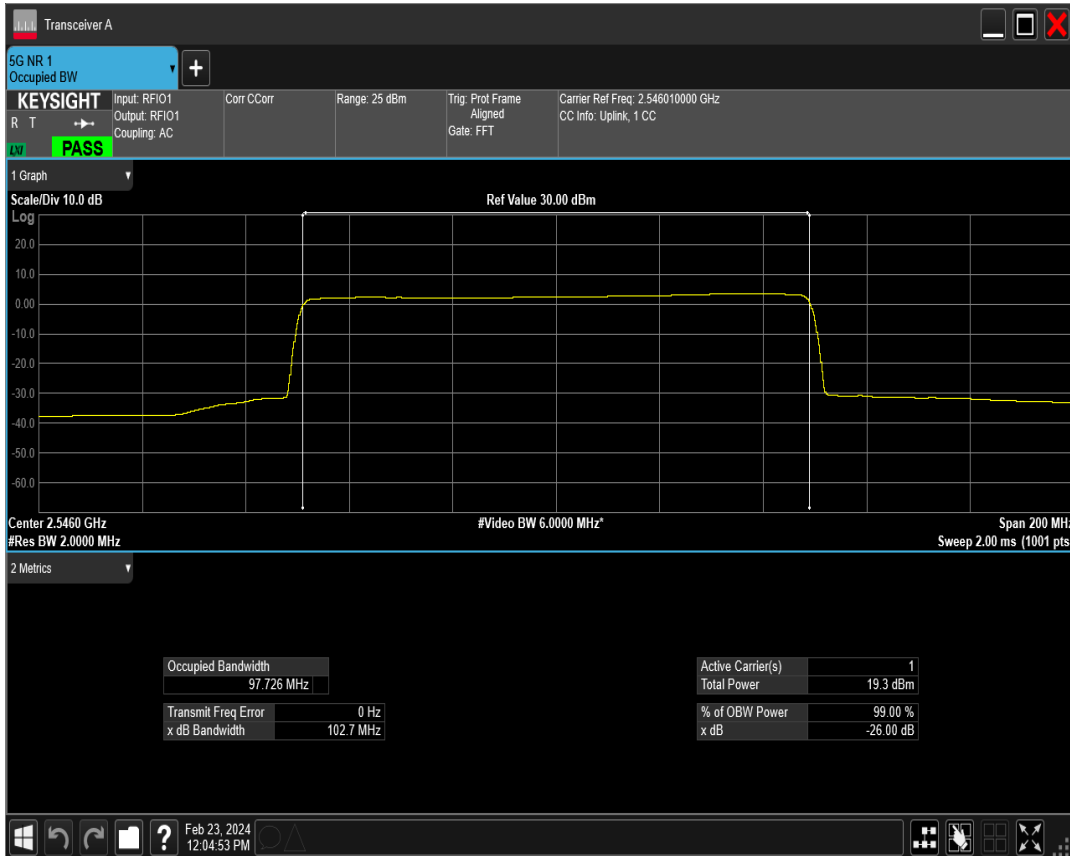 Transceiver A
5G NR 1
Occupied BW
KEYSIGHT
R T
LXI
PASS
Input: RFIO1
Output: RFIO1
Coupling: AC
Corr CCorr
Range: 25 dBm
Trig: Prot Frame
Aligned
Gate: FFT
Carrier Ref Freq: 2.546010000 GHz
CC Info: Uplink, 1 CC
1 Graph
Scale/Div 10.0 dB
Ref Value 30.00 dBm
Log
20.0
10.0
0.00
-10.0
-20.0
-30.0
-40.0
-50.0
-60.0
Center 2.5460 GHz
#Video BW 6.0000 MHz*
Span 200 MHz
#Res BW 2.0000 MHz
Sweep 2.00 ms (1001 pts
2 Metrics
Occupied Bandwidth
97.726 MHz
Transmit Freq Error 0 Hz
x dB Bandwidth 102.7 MHz
Active Carrier(s) 1
Total Power 19.3 dBm
% of OBW Power 99.00 %
x dB -26.00 dB
?
Feb 23, 2024
12:04:53 PM